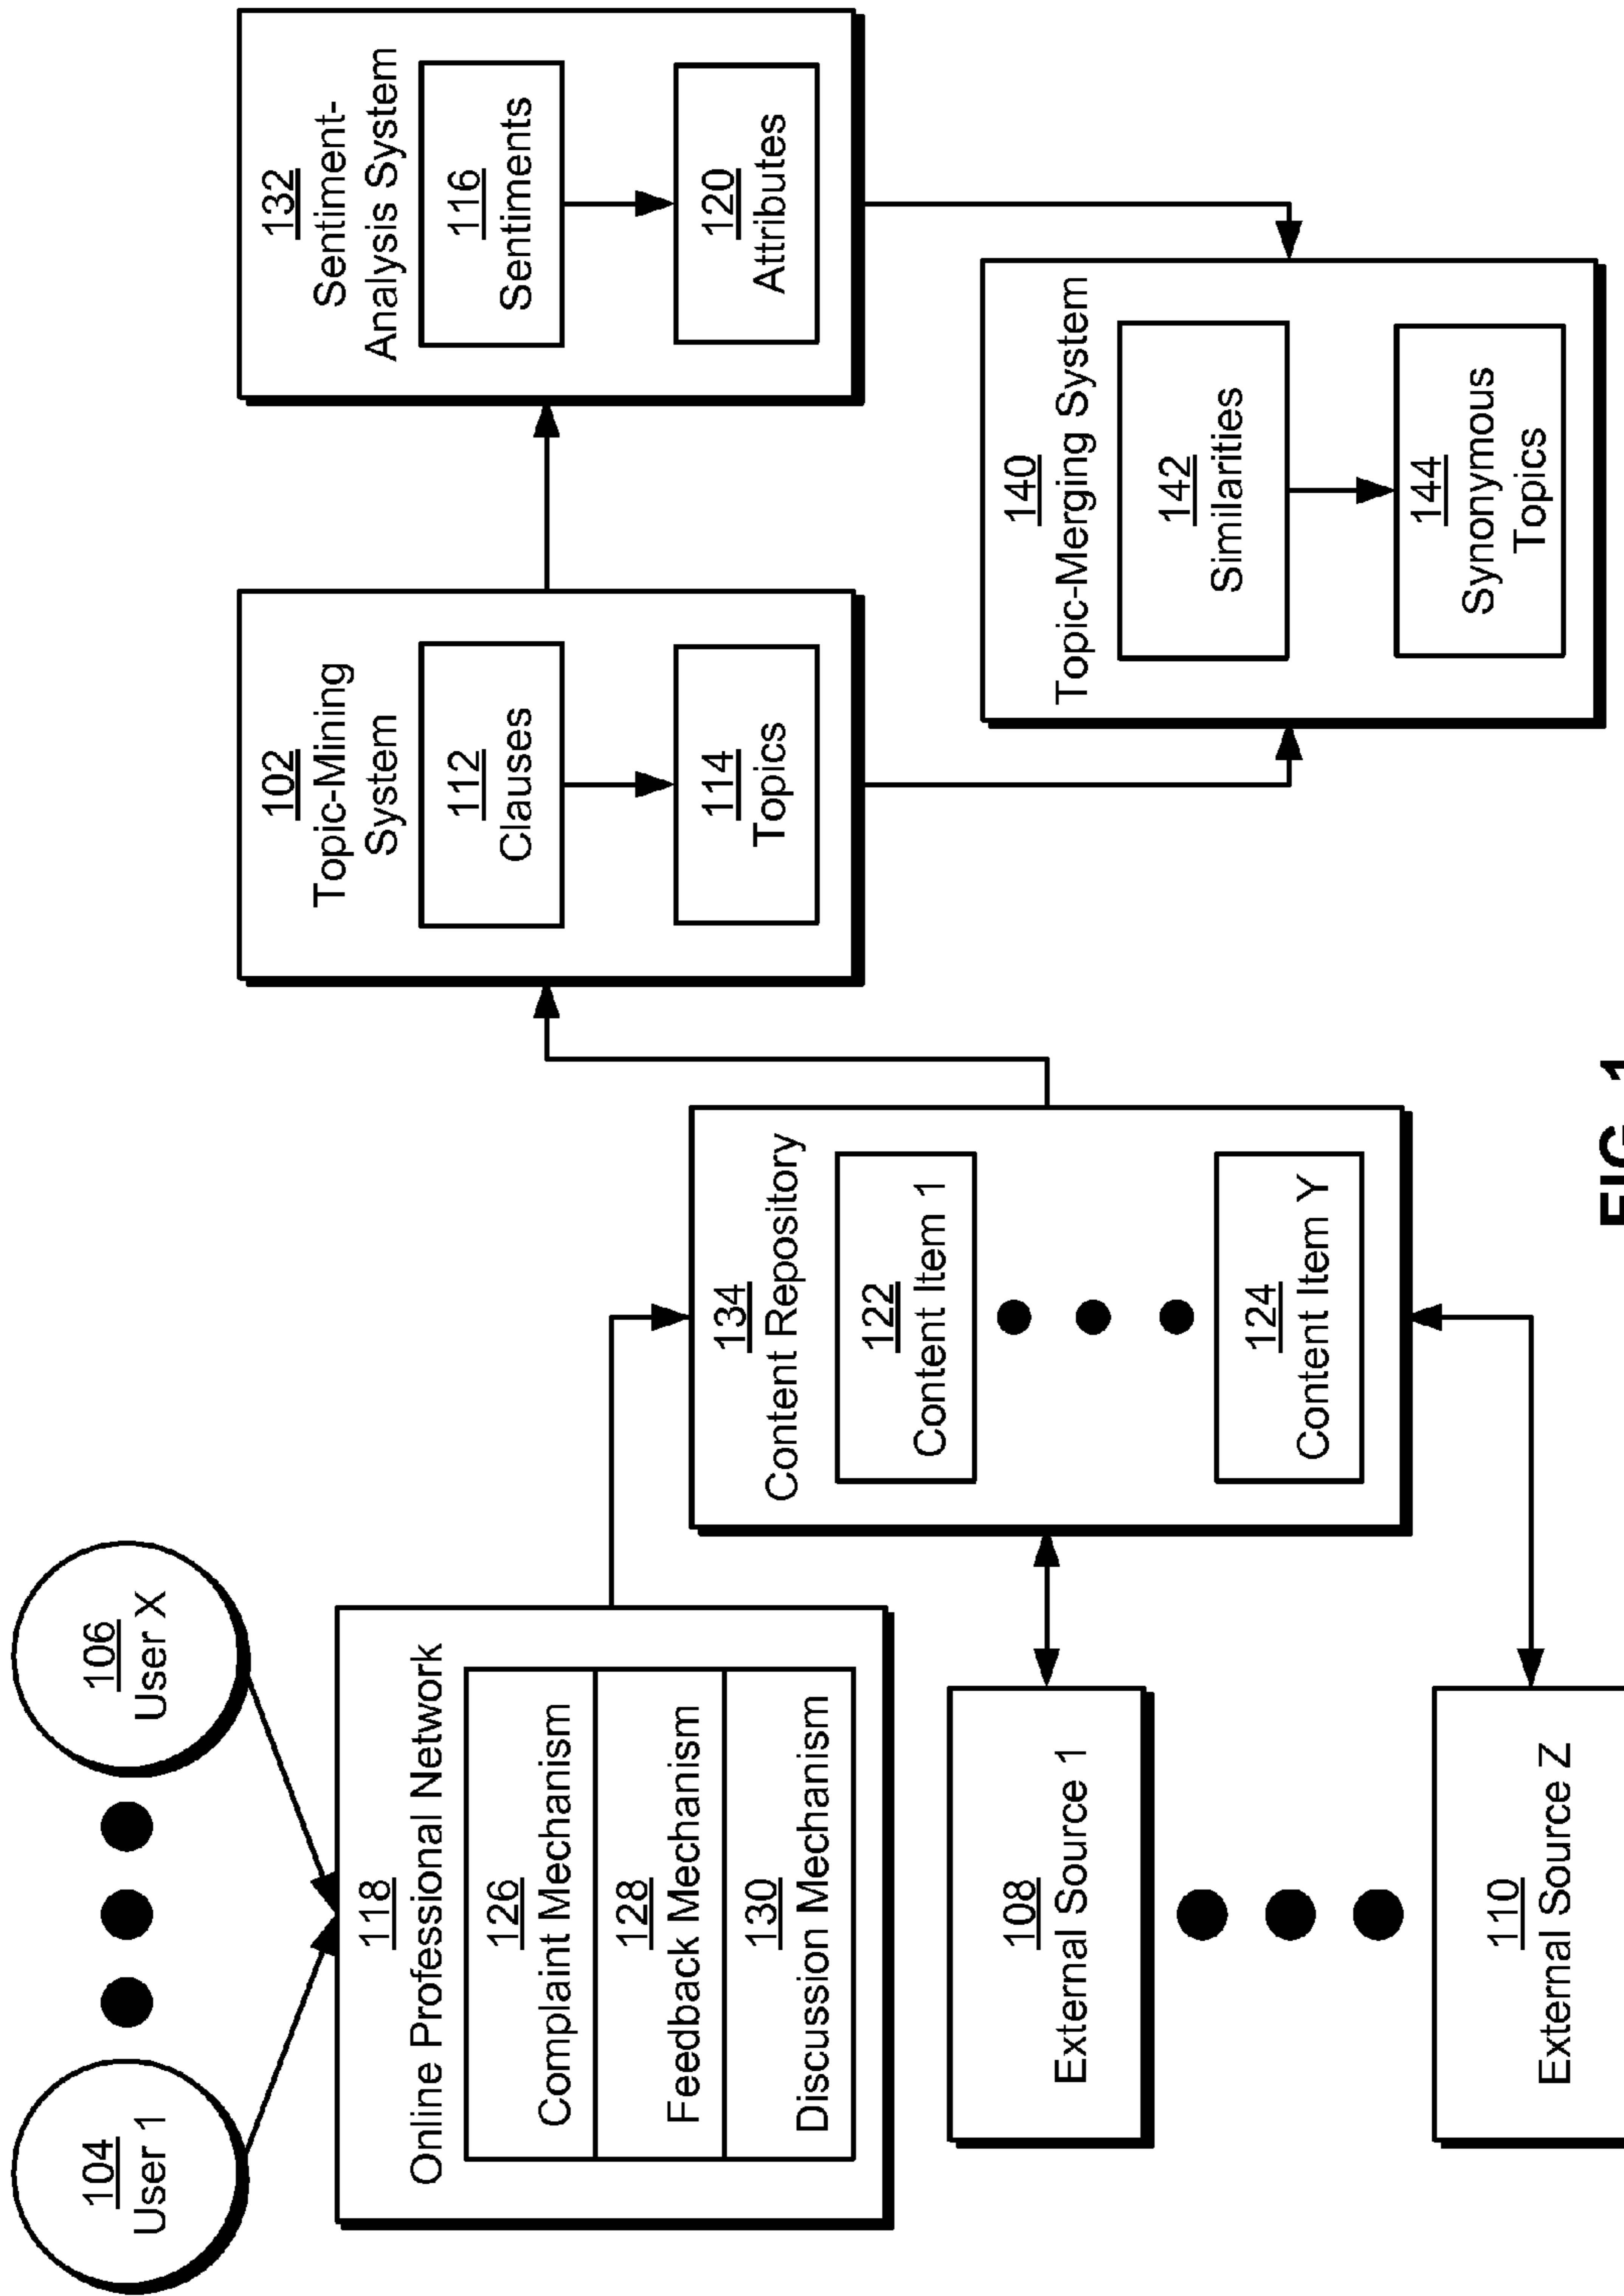 104
User 1
106
User X
118
Online Professional Network
126
Complaint Mechanism
128
Feedback Mechanism
130
Discussion Mechanism
108
External Source 1
110
External Source Z
134
Content Repository
122
Content Item 1
124
Content Item Y
102
Topic-Mining
System
112
Clauses
114
Topics
132
Sentiment-
Analysis System
116
Sentiments
120
Attributes
140
Topic-Merging System
142
Similarities
144
Synonymous
Topics
FIG. 1